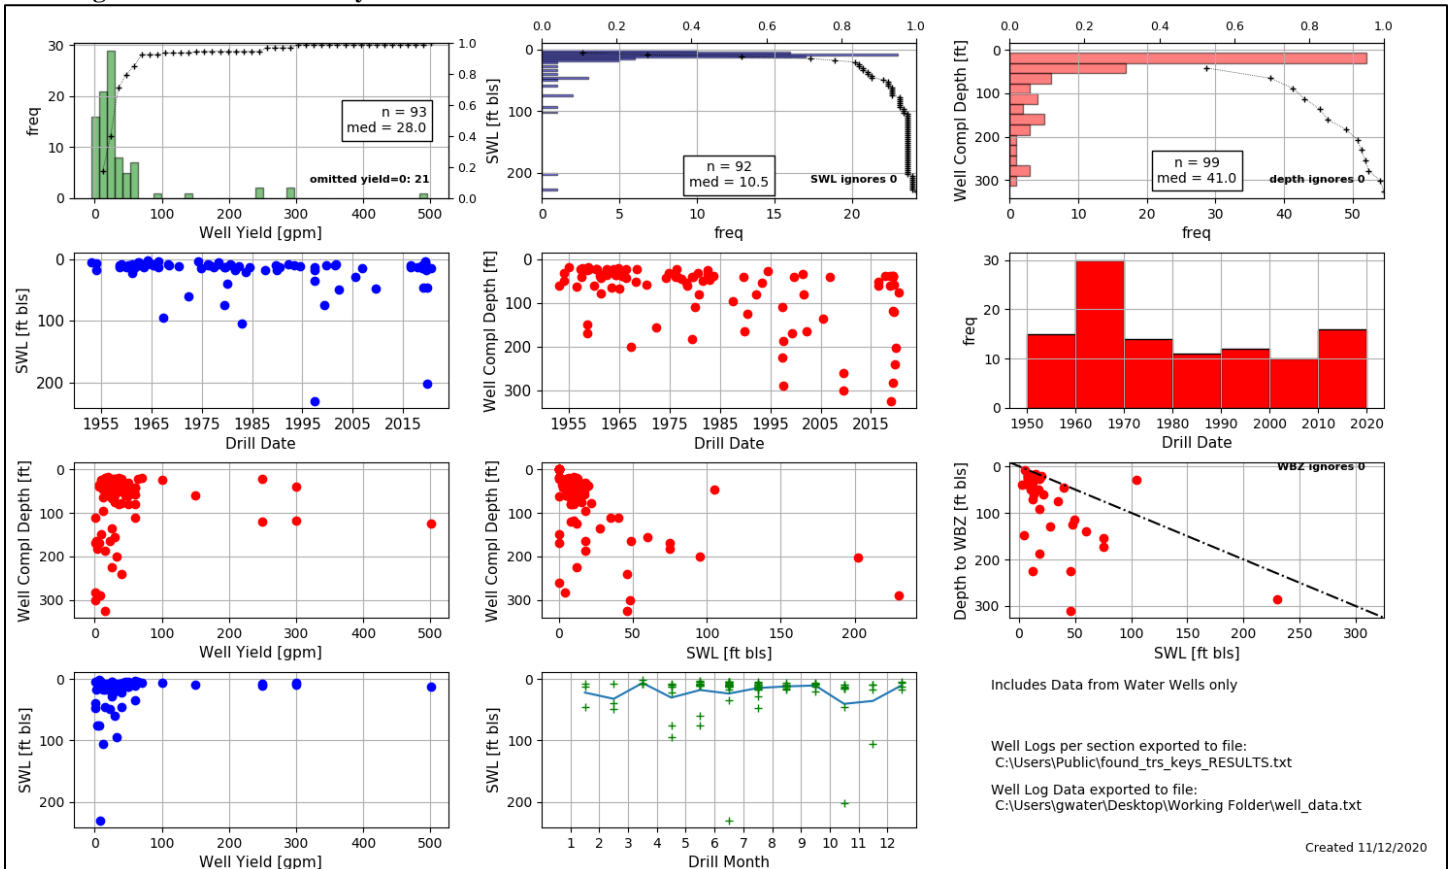 0.0 0.2 0.4 0.6 0.8 1.0
0.0 0.2 0.4 0.6 0.8 1.0
30
20
10
0
freq
1.0
0.8
0.6
0.4
0.2
0.0
n = 93
med = 28.0
omitted yield=0: 21
0 100 200 300 400 500
Well Yield [gpm]
0
100
200
SWL [ft bls]
n = 92
med = 10.5
SWL ignores 0
0 5 10 15 20
freq
0
100
200
300
Well Compl Depth [ft]
n = 99
med = 41.0
depth ignores 0
0 10 20 30 40 50
freq
0
100
200
SWL [ft bls]
1955 1965 1975 1985 1995 2005 2015
Drill Date
0
100
200
300
Well Compl Depth [ft]
1955 1965 1975 1985 1995 2005 2015
Drill Date
30
20
10
0
freq
1950 1960 1970 1980 1990 2000 2010 2020
Drill Date
0
100
200
300
Well Compl Depth [ft]
0 100 200 300 400 500
Well Yield [gpm]
0
100
200
300
Well Compl Depth [ft]
0 50 100 150 200
SWL [ft bls]
WBZ ignores 0
0
100
200
300
Depth to WBZ [ft bls]
0 50 100 150 200 250 300
SWL [ft bls]
0
100
200
SWL [ft bls]
0 100 200 300 400 500
Well Yield [gpm]
0
100
200
SWL [ft bls]
1 2 3 4 5 6 7 8 9 10 11 12
Drill Month
Includes Data from Water Wells only
Well Logs per section exported to file:
C:\Users\Public\found_trs_keys_RESULTS.txt
Well Log Data exported to file:
C:\Users\gwater\Desktop\Working Folder\well_data.txt
Created 11/12/2020